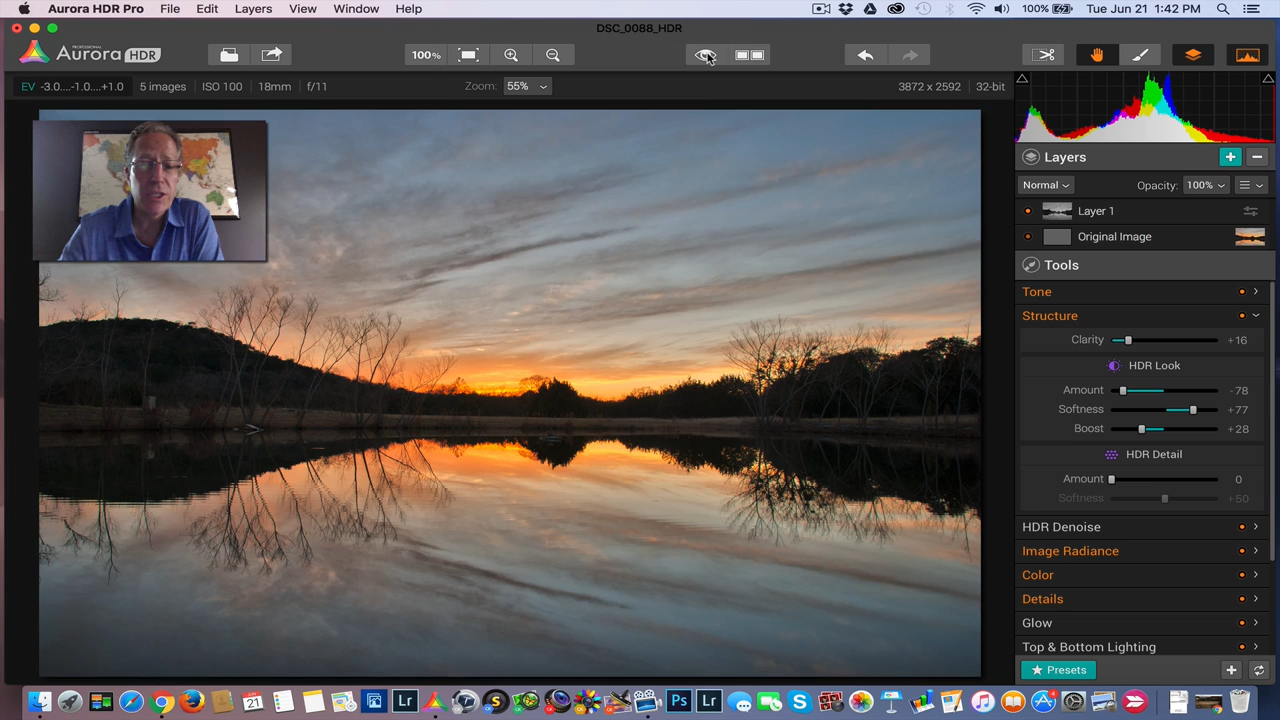 Aurora HDR Pro File Edit Layers View Window Help 100% Tue Jun 21 1:42 PM
DSC_0088_HDR
PROFESSIONAL
Aurora HDR 100%
EV -3.0....-1.0....+1.0 5 images ISO 100 18mm f/11 Zoom: 55% 3872 x 2592 32-bit
Layers
Normal Opacity: 100%
Layer 1
Original Image
Tools
Tone
Structure
Clarity +16
HDR Look
Amount -78
Softness +77
Boost +28
HDR Detail
Amount 0
Softness +50
HDR Denoise
Image Radiance
Color
Details
Glow
Top & Bottom Lighting
Presets
Lr S Ps Lr S